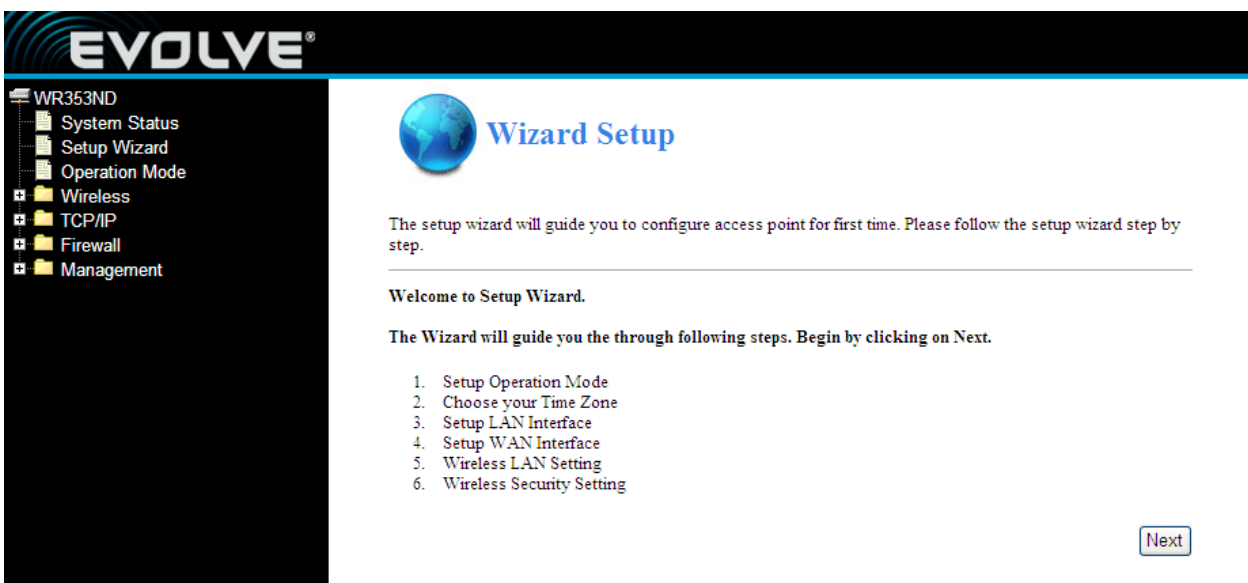 EVOLVE®
WR353ND
System Status
Setup Wizard
Operation Mode
Wireless
TCP/IP
Firewall
Management
Wizard Setup
The setup wizard will guide you to configure access point for first time. Please follow the setup wizard step by
step.
Welcome to Setup Wizard.
The Wizard will guide you the through following steps. Begin by clicking on Next.
1. Setup Operation Mode
2. Choose your Time Zone
3. Setup LAN Interface
4. Setup WAN Interface
5. Wireless LAN Setting
6. Wireless Security Setting
Next